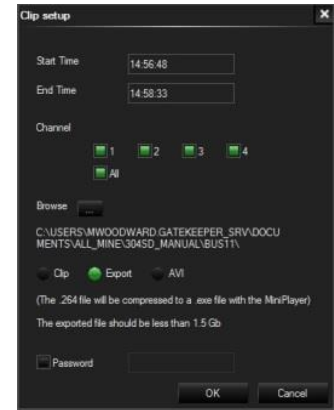 Clip setup
Start Time 14:56:48
End Time 14:58:33
Channel
1 2 3 4
All
Browse ...
C:\USERS\MWOODWARD.GATEKEEPER_SRV\DOCU
MENTS\ALL_MINE\304SD_MANUAL\BUS11\
Clip Export AVI
(The .264 file will be compressed to a .exe file with the MiniPlayer)
The exported file should be less than 1.5 Gb
Password
OK Cancel